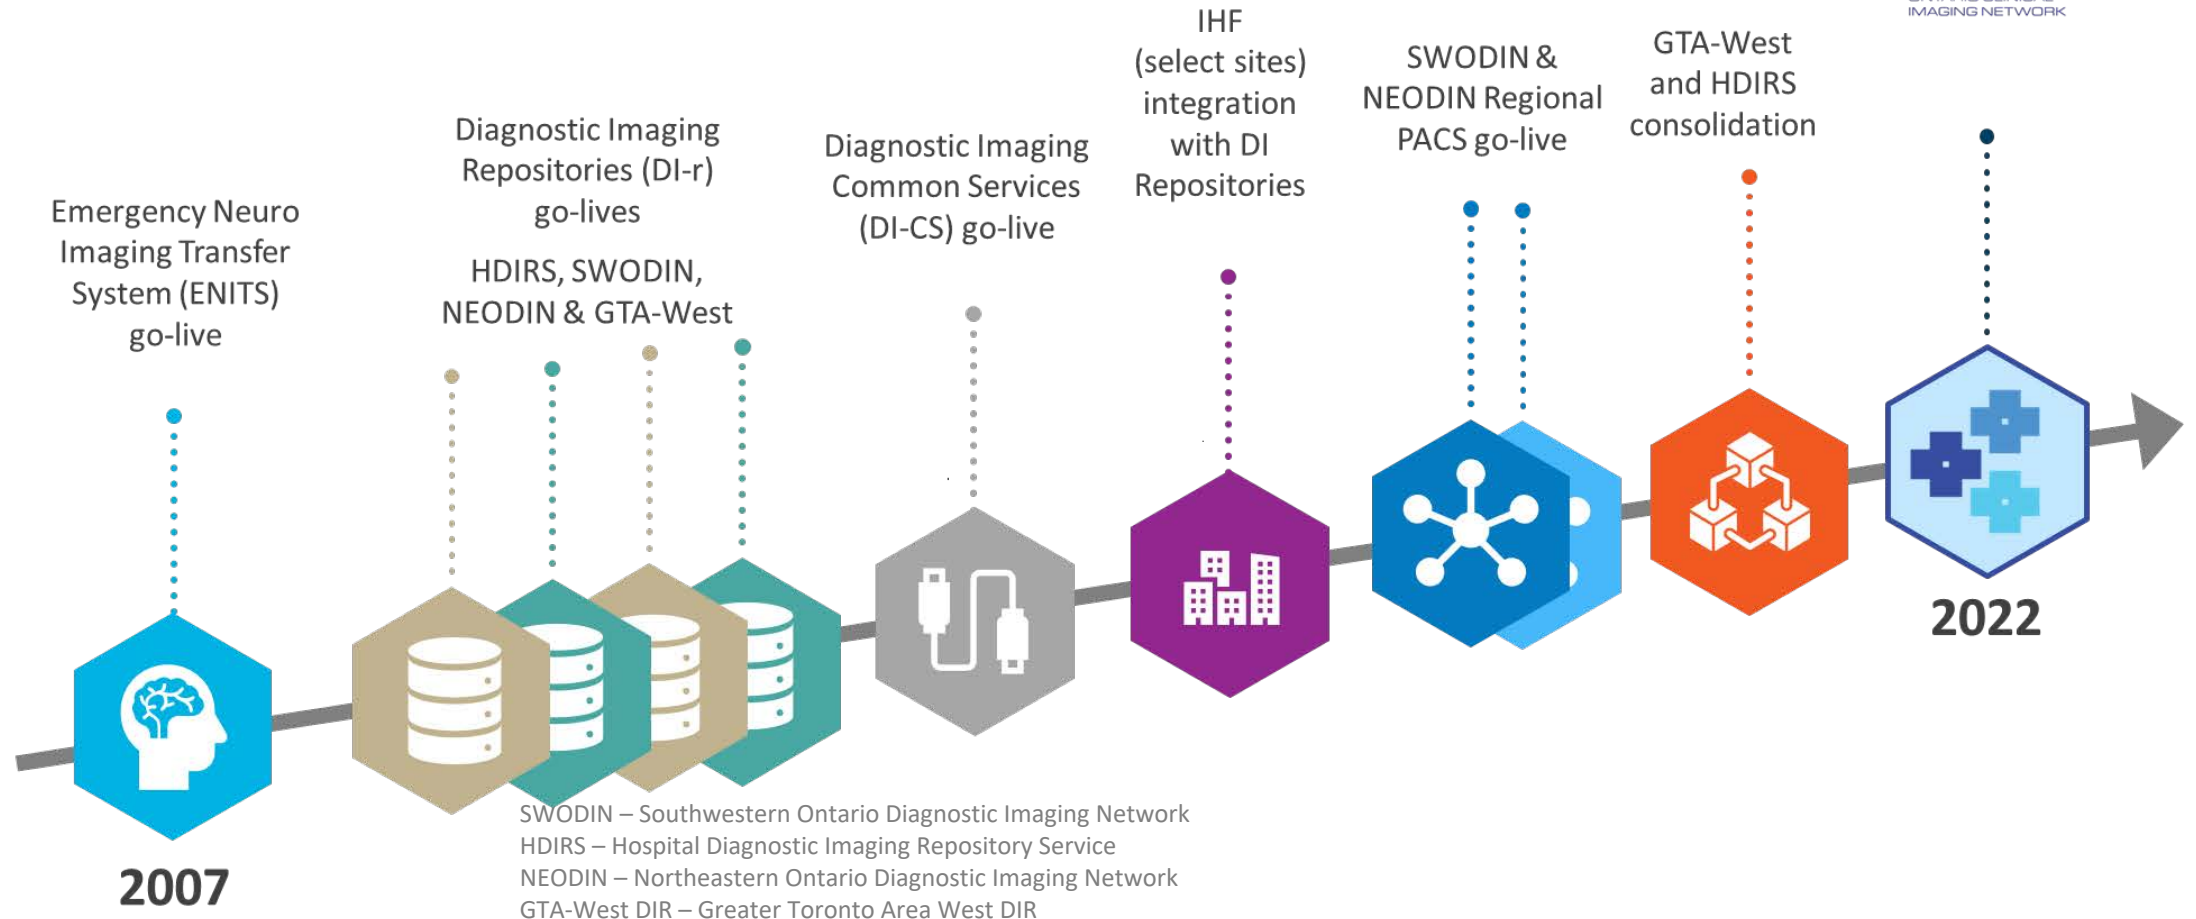 Emergency Neuro
Imaging Transfer
System (ENITS)
go-live
2007
Diagnostic Imaging
Repositories (DI-r)
go-lives
HDIRS, SWODIN,
NEODIN & GTA-West
Diagnostic Imaging
Common Services
(DI-CS) go-live
IHF
(select sites)
integration
with DI
Repositories
SWODIN &
NEODIN Regional
PACS go-live
GTA-West
and HDIRS
consolidation
IMAGING NETWORK
2022
SWODIN – Southwestern Ontario Diagnostic Imaging Network
HDIRS – Hospital Diagnostic Imaging Repository Service
NEODIN – Northeastern Ontario Diagnostic Imaging Network
GTA-West DIR – Greater Toronto Area West DIR